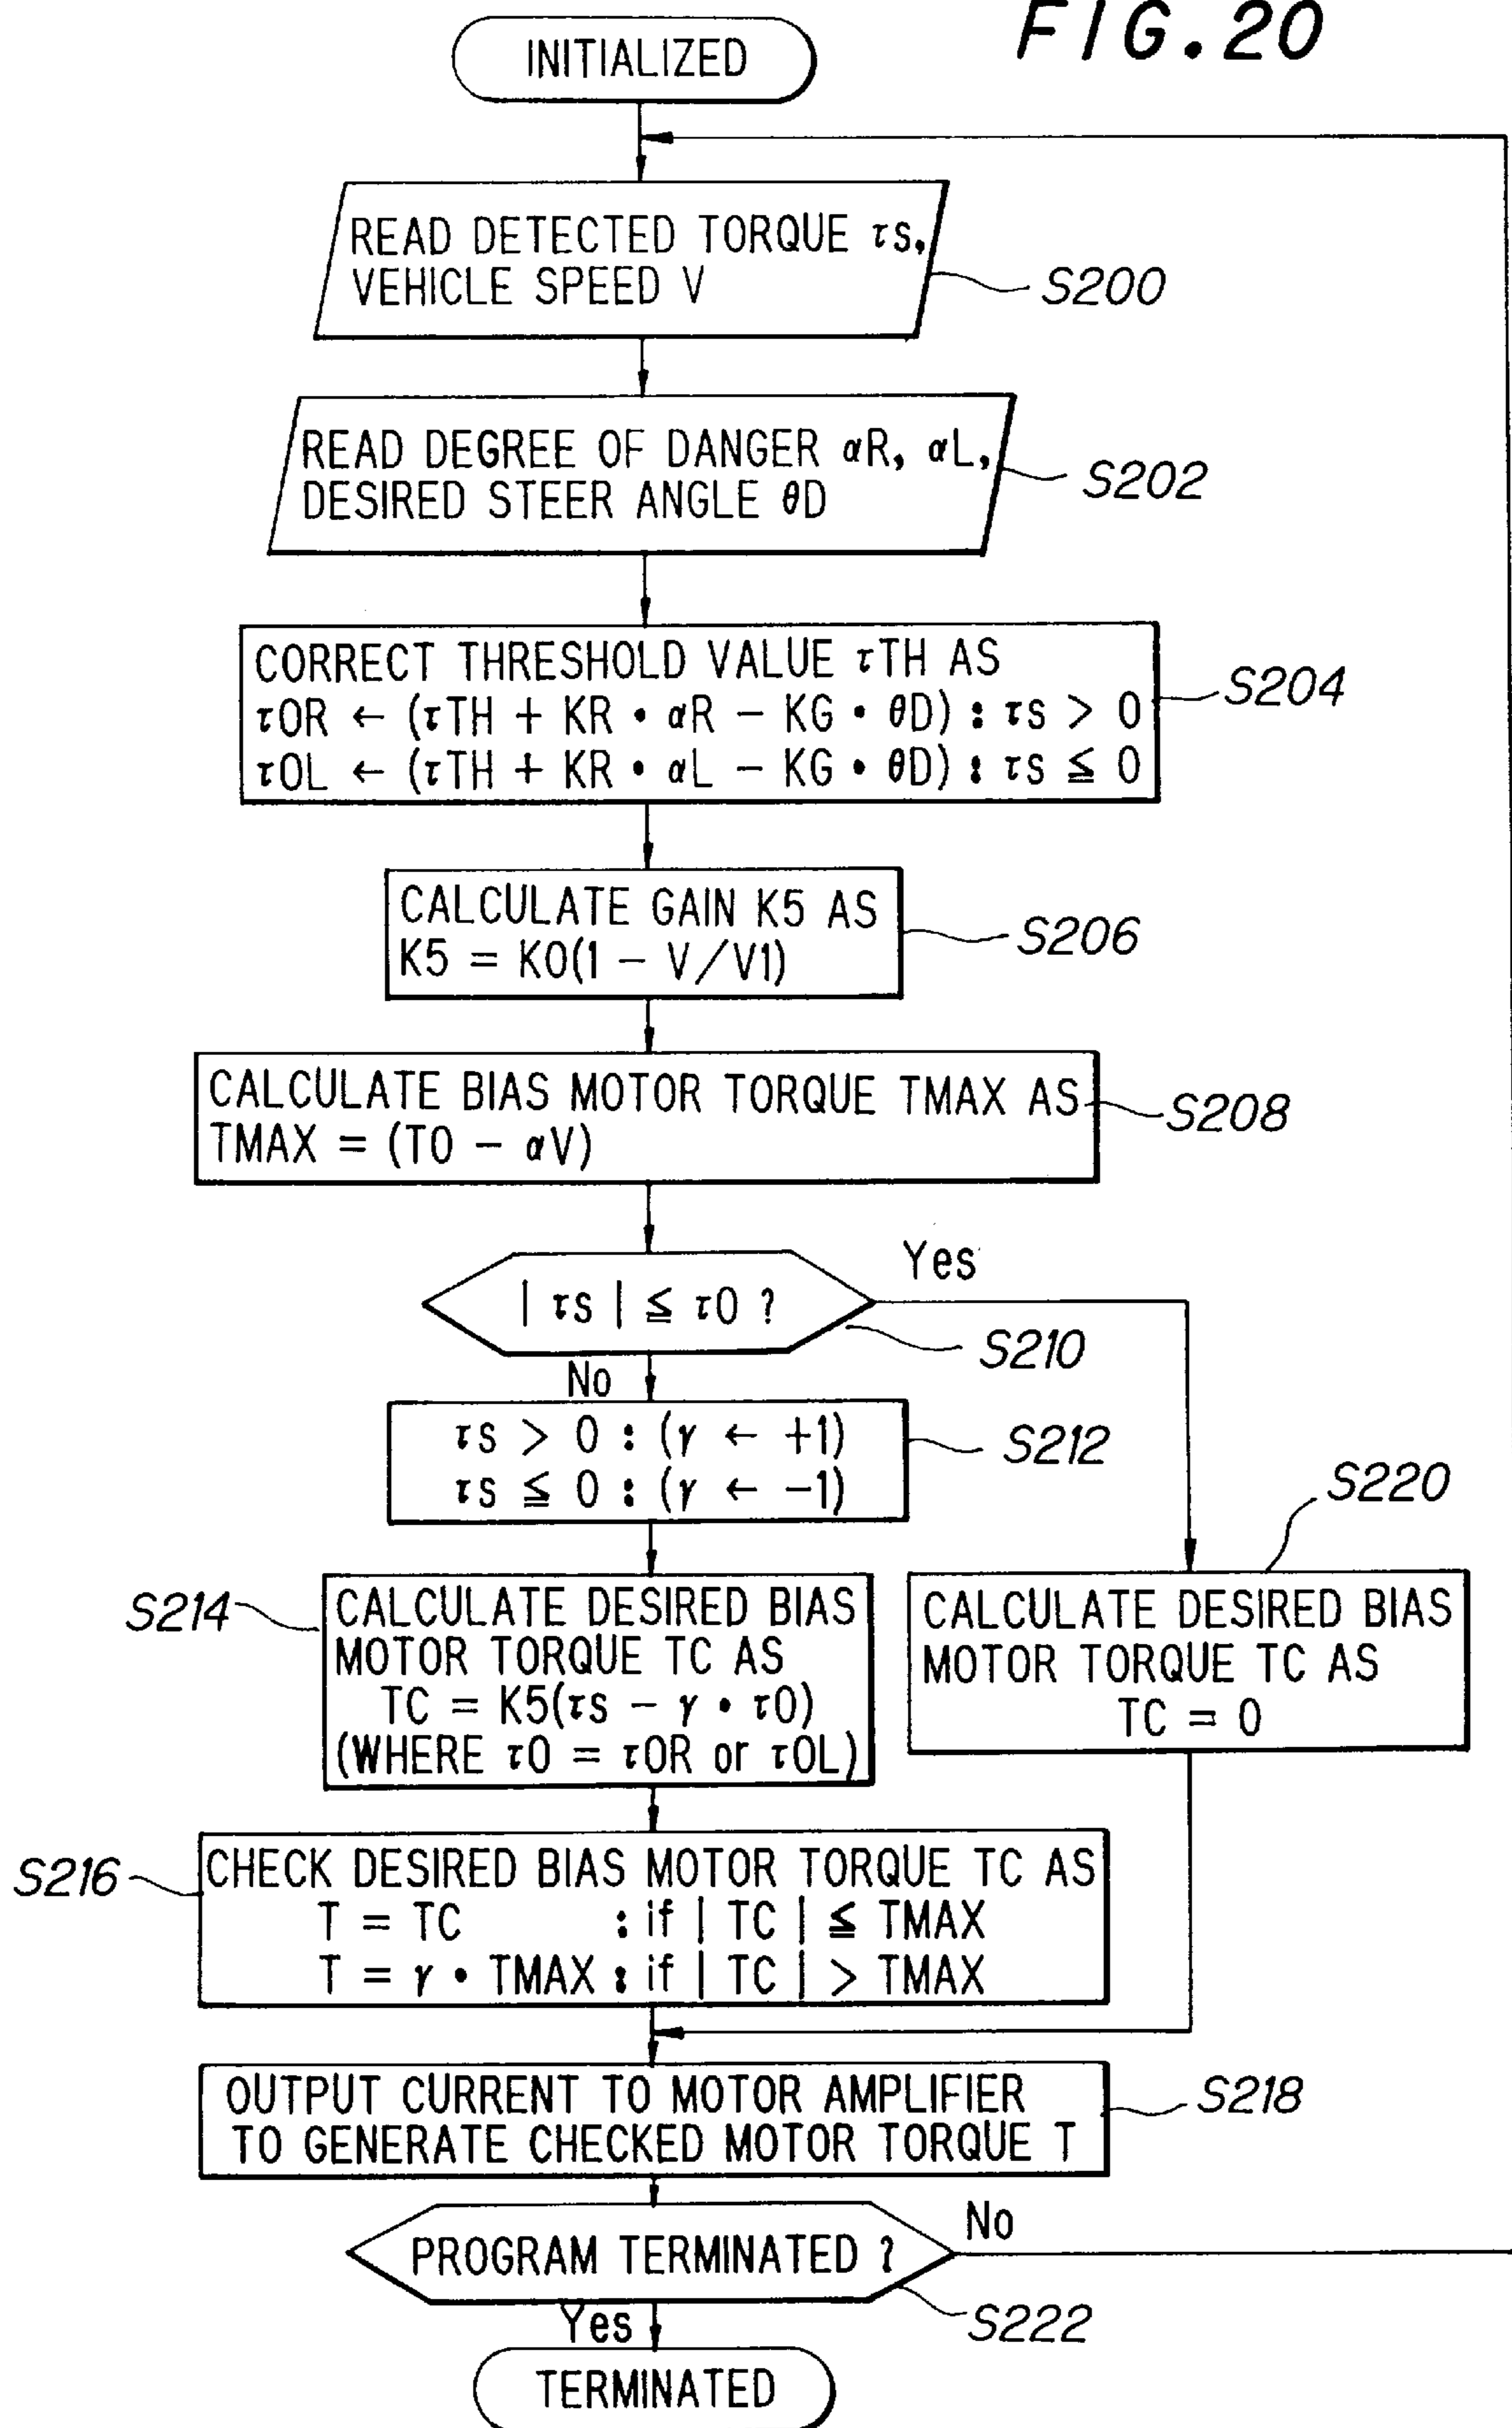 FIG. 20
INITIALIZED
READ DETECTED TORQUE τs,
VEHICLE SPEED V
S200
READ DEGREE OF DANGER αR, αL,
DESIRED STEER ANGLE θD
S202
CORRECT THRESHOLD VALUE τTH AS
τOR ← (τTH + KR • αR − KG • θD) : τs > 0
τOL ← (τTH + KR • αL − KG • θD) : τs ≦ 0
S204
CALCULATE GAIN K5 AS
K5 = K0(1 − V/V1)
S206
CALCULATE BIAS MOTOR TORQUE TMAX AS
TMAX = (T0 − αV)
S208
| τs | ≦ τ0 ?
Yes
S210
No
τs > 0 : (γ ← +1)
τs ≦ 0 : (γ ← −1)
S212
S220
S214
CALCULATE DESIRED BIAS
MOTOR TORQUE TC AS
TC = K5(τs − γ • τ0)
(WHERE τ0 = τ0R or τ0L)
CALCULATE DESIRED BIAS
MOTOR TORQUE TC AS
TC = 0
S216
CHECK DESIRED BIAS MOTOR TORQUE TC AS
T = TC : if | TC | ≦ TMAX
T = γ • TMAX : if | TC | > TMAX
OUTPUT CURRENT TO MOTOR AMPLIFIER
TO GENERATE CHECKED MOTOR TORQUE T
S218
PROGRAM TERMINATED ?
No
S222
Yes
TERMINATED